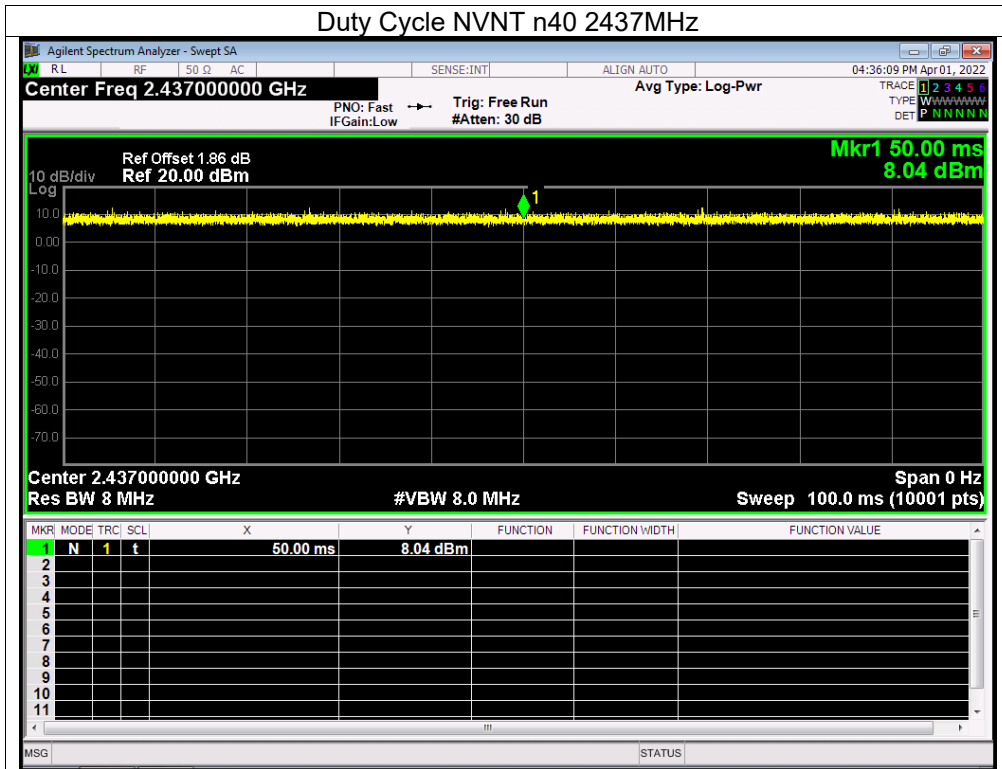 Duty Cycle NVNT n40 2437MHz
Agilent Spectrum Analyzer - Swept SA
LXI RL RF 50 Ω AC SENSE:INT ALIGN AUTO 04:36:09 PM Apr 01, 2022
Center Freq 2.437000000 GHz Avg Type: Log-Pwr TRACE 1 2 3 4 5 6
PNO: Fast Trig: Free Run TYPE WWWWWW
IFGain:Low #Atten: 30 dB DET P N N N N N
Mkr1 50.00 ms
Ref Offset 1.86 dB
10 dB/div Ref 20.00 dBm 8.04 dBm
Log
1
10.0
0.00
-10.0
-20.0
-30.0
-40.0
-50.0
-60.0
-70.0
Center 2.437000000 GHz Span 0 Hz
Res BW 8 MHz #VBW 8.0 MHz Sweep 100.0 ms (10001 pts)
MKR MODE TRC SCL X Y FUNCTION FUNCTION WIDTH FUNCTION VALUE
1 N 1 t 50.00 ms 8.04 dBm
2
3
4
5
6
7
8
9
10
11
MSG STATUS